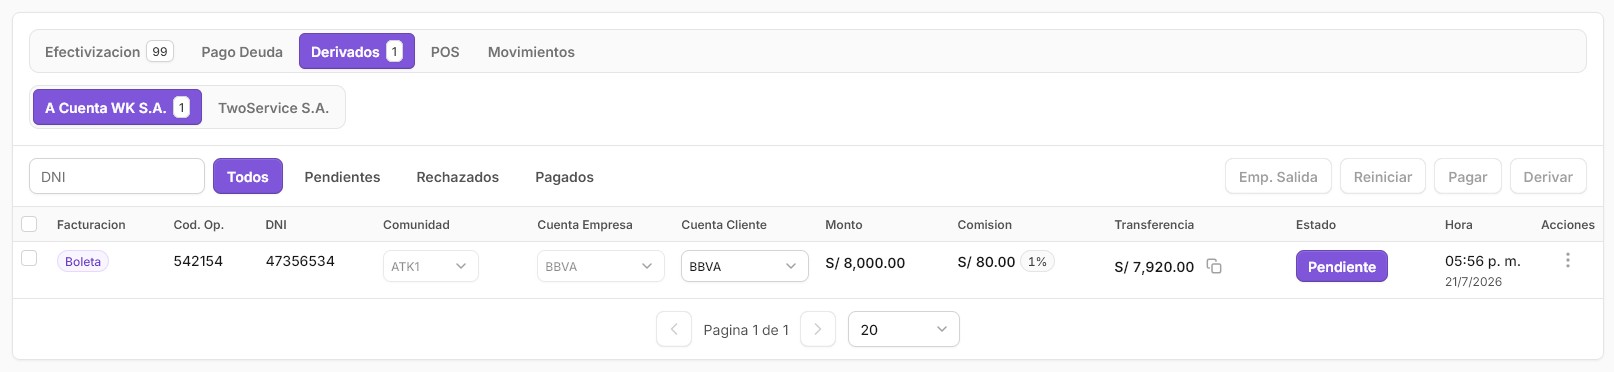 Efectivizacion 99 Pago Deuda Derivados 1 POS Movimientos
A Cuenta WK S.A. 1 TwoService S.A.
DNI Todos Pendientes Rechazados Pagados Emp. Salida Reiniciar Pagar Derivar
Facturacion Cod. Op. DNI Comunidad Cuenta Empresa Cuenta Cliente Monto Comision Transferencia Estado Hora Acciones
Boleta 542154 47356534 ATK1 BBVA BBVA S/ 8,000.00 S/ 80.00 1% S/ 7,920.00 Pendiente 05:56 p. m.
21/7/2026
Pagina 1 de 1 20